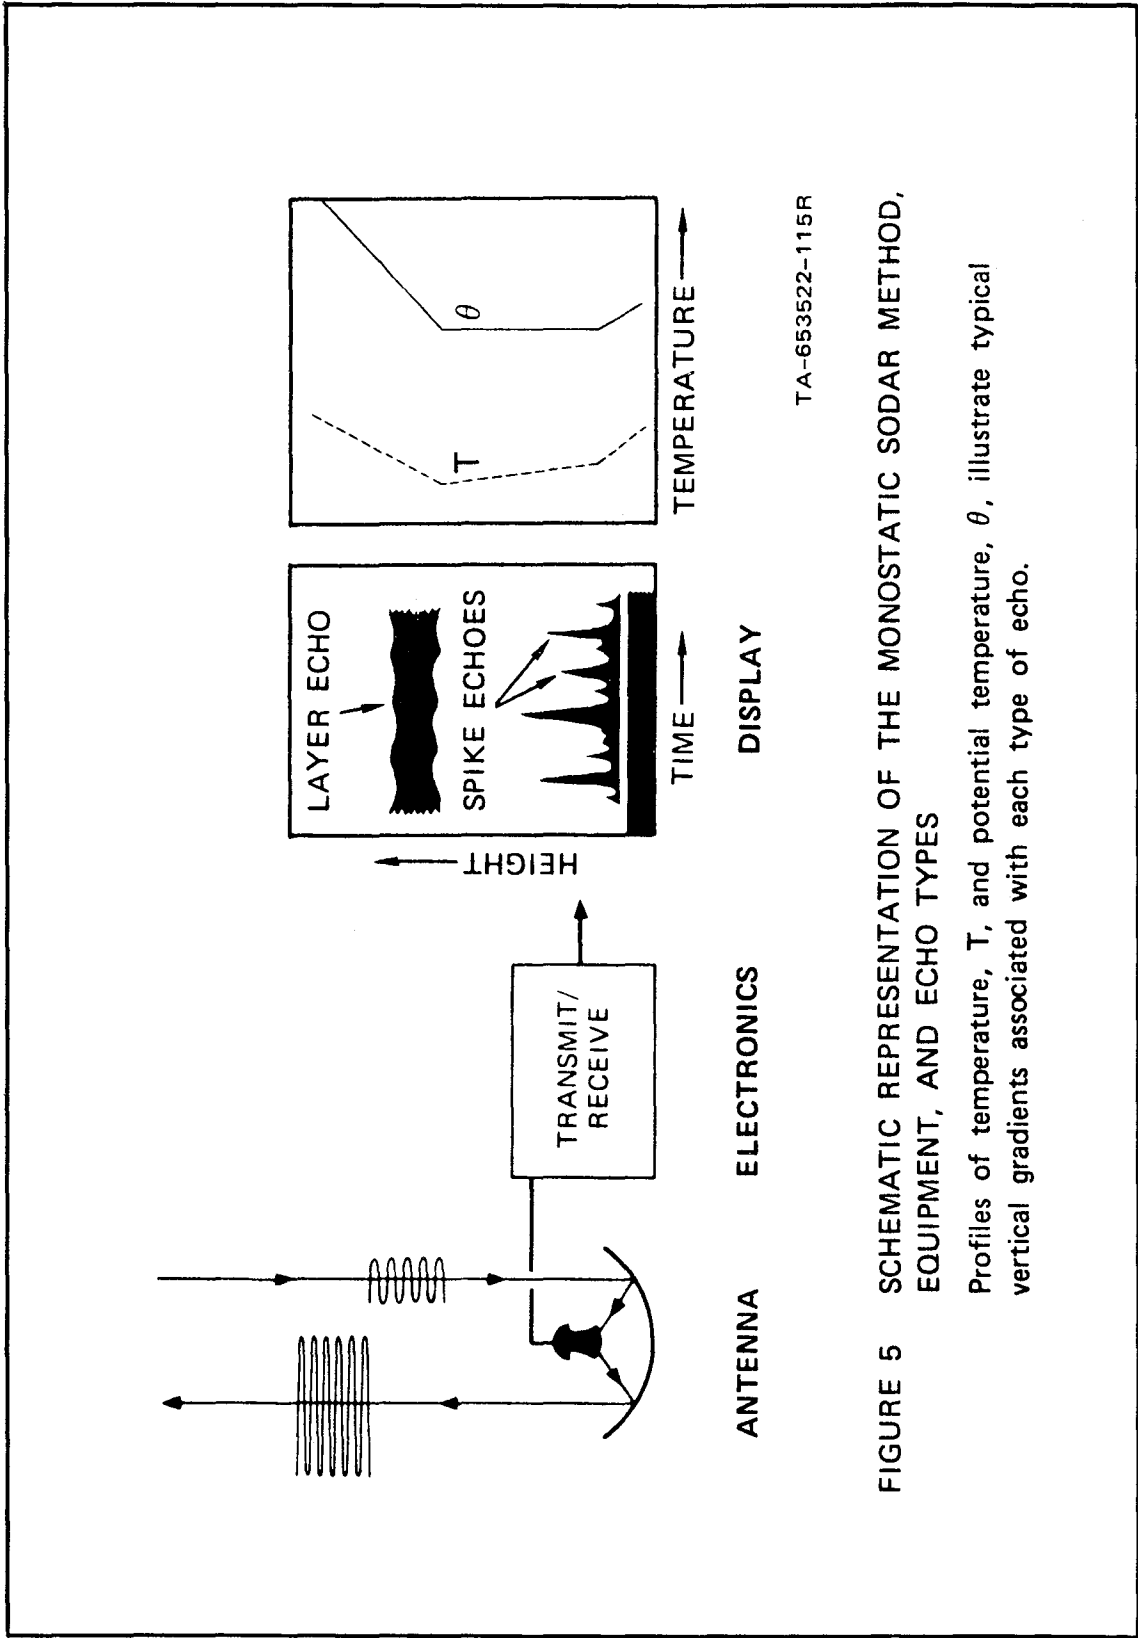 LAYER ECHO
SPIKE ECHOES
HEIGHT
TIME
T
θ
TEMPERATURE
TRANSMIT/
RECEIVE
ANTENNA
ELECTRONICS
DISPLAY
TA-653522-115R
FIGURE 5 SCHEMATIC REPRESENTATION OF THE MONOSTATIC SODAR METHOD,
EQUIPMENT, AND ECHO TYPES
Profiles of temperature, T, and potential temperature, θ, illustrate typical
vertical gradients associated with each type of echo.